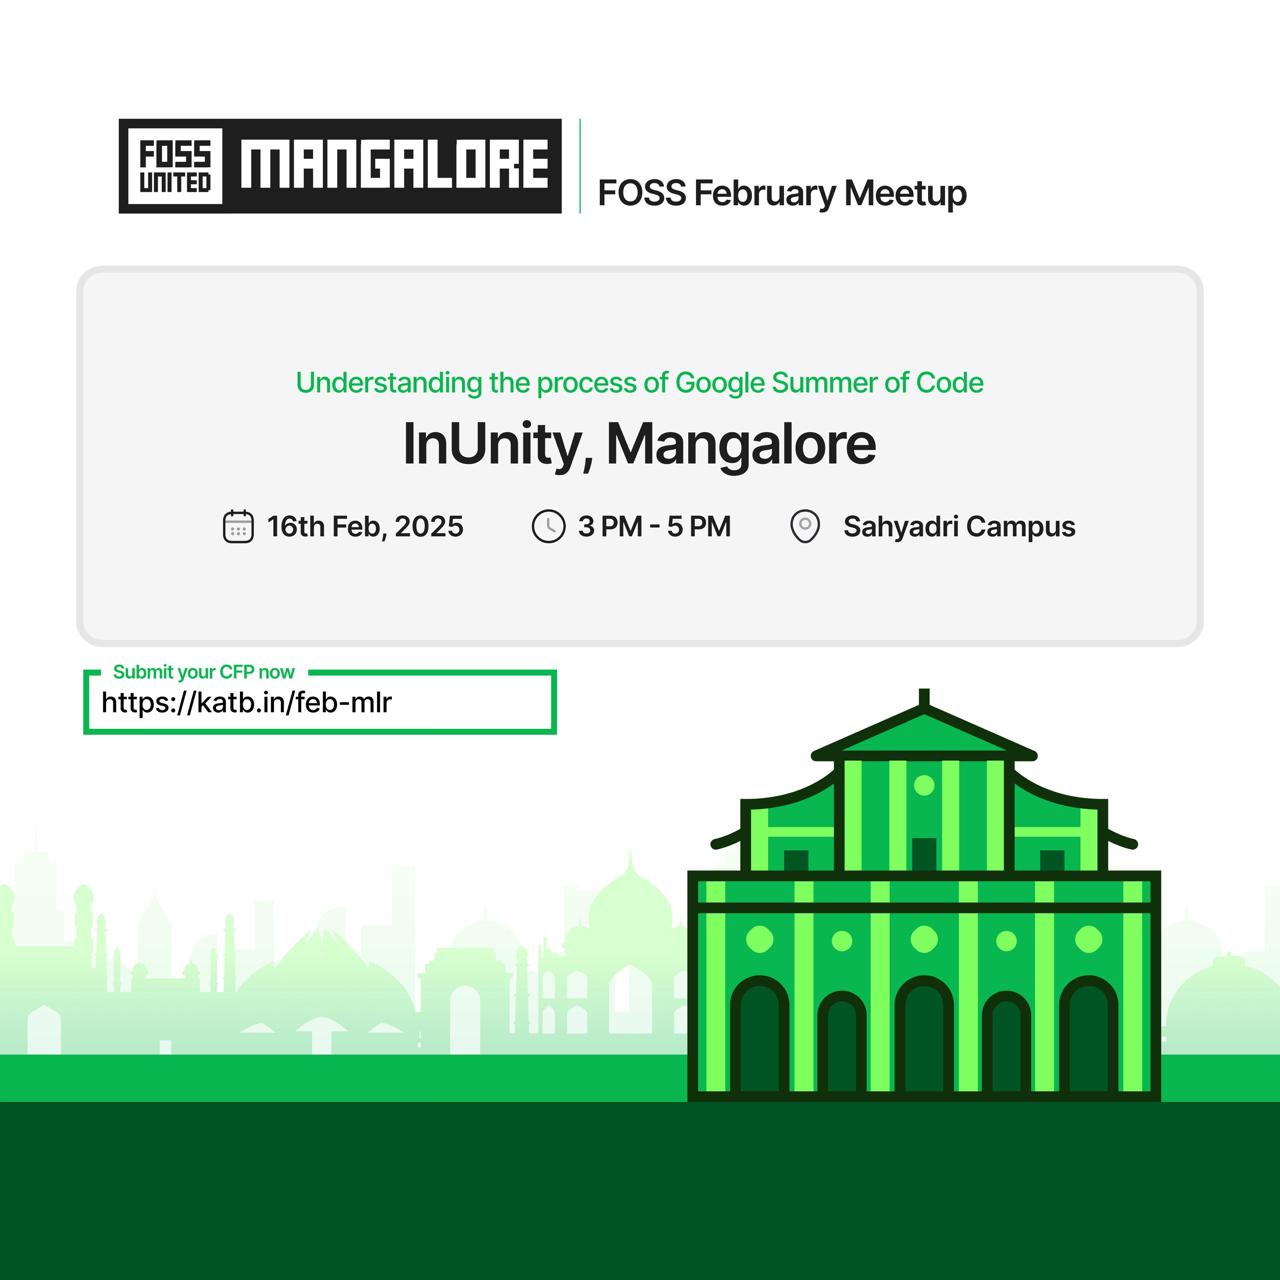 FOSS
UNITED
MANGALORE
FOSS February Meetup
Understanding the process of Google Summer of Code
InUnity, Mangalore
16th Feb, 2025
3 PM - 5 PM
Sahyadri Campus
Submit your CFP now
https://katb.in/feb-mlr